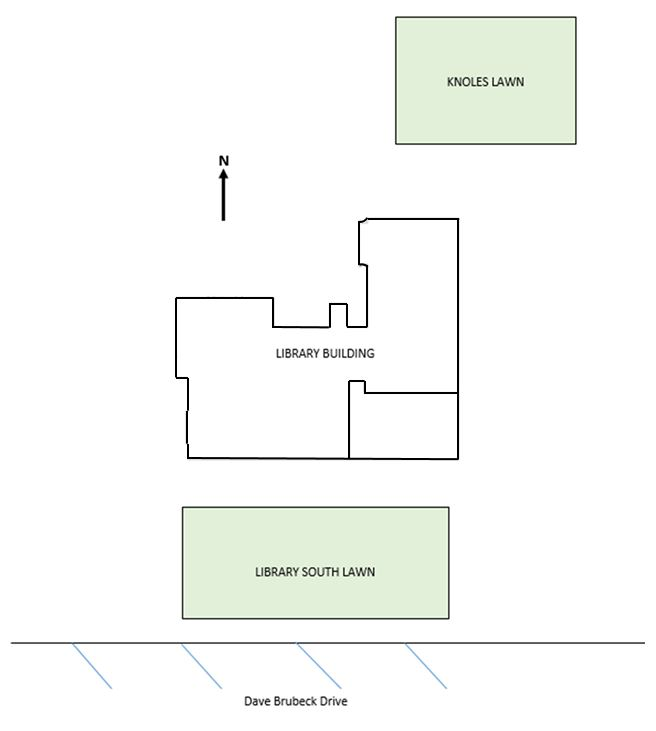 KNOLES LAWN
N
LIBRARY BUILDING
LIBRARY SOUTH LAWN
Dave Brubeck Drive